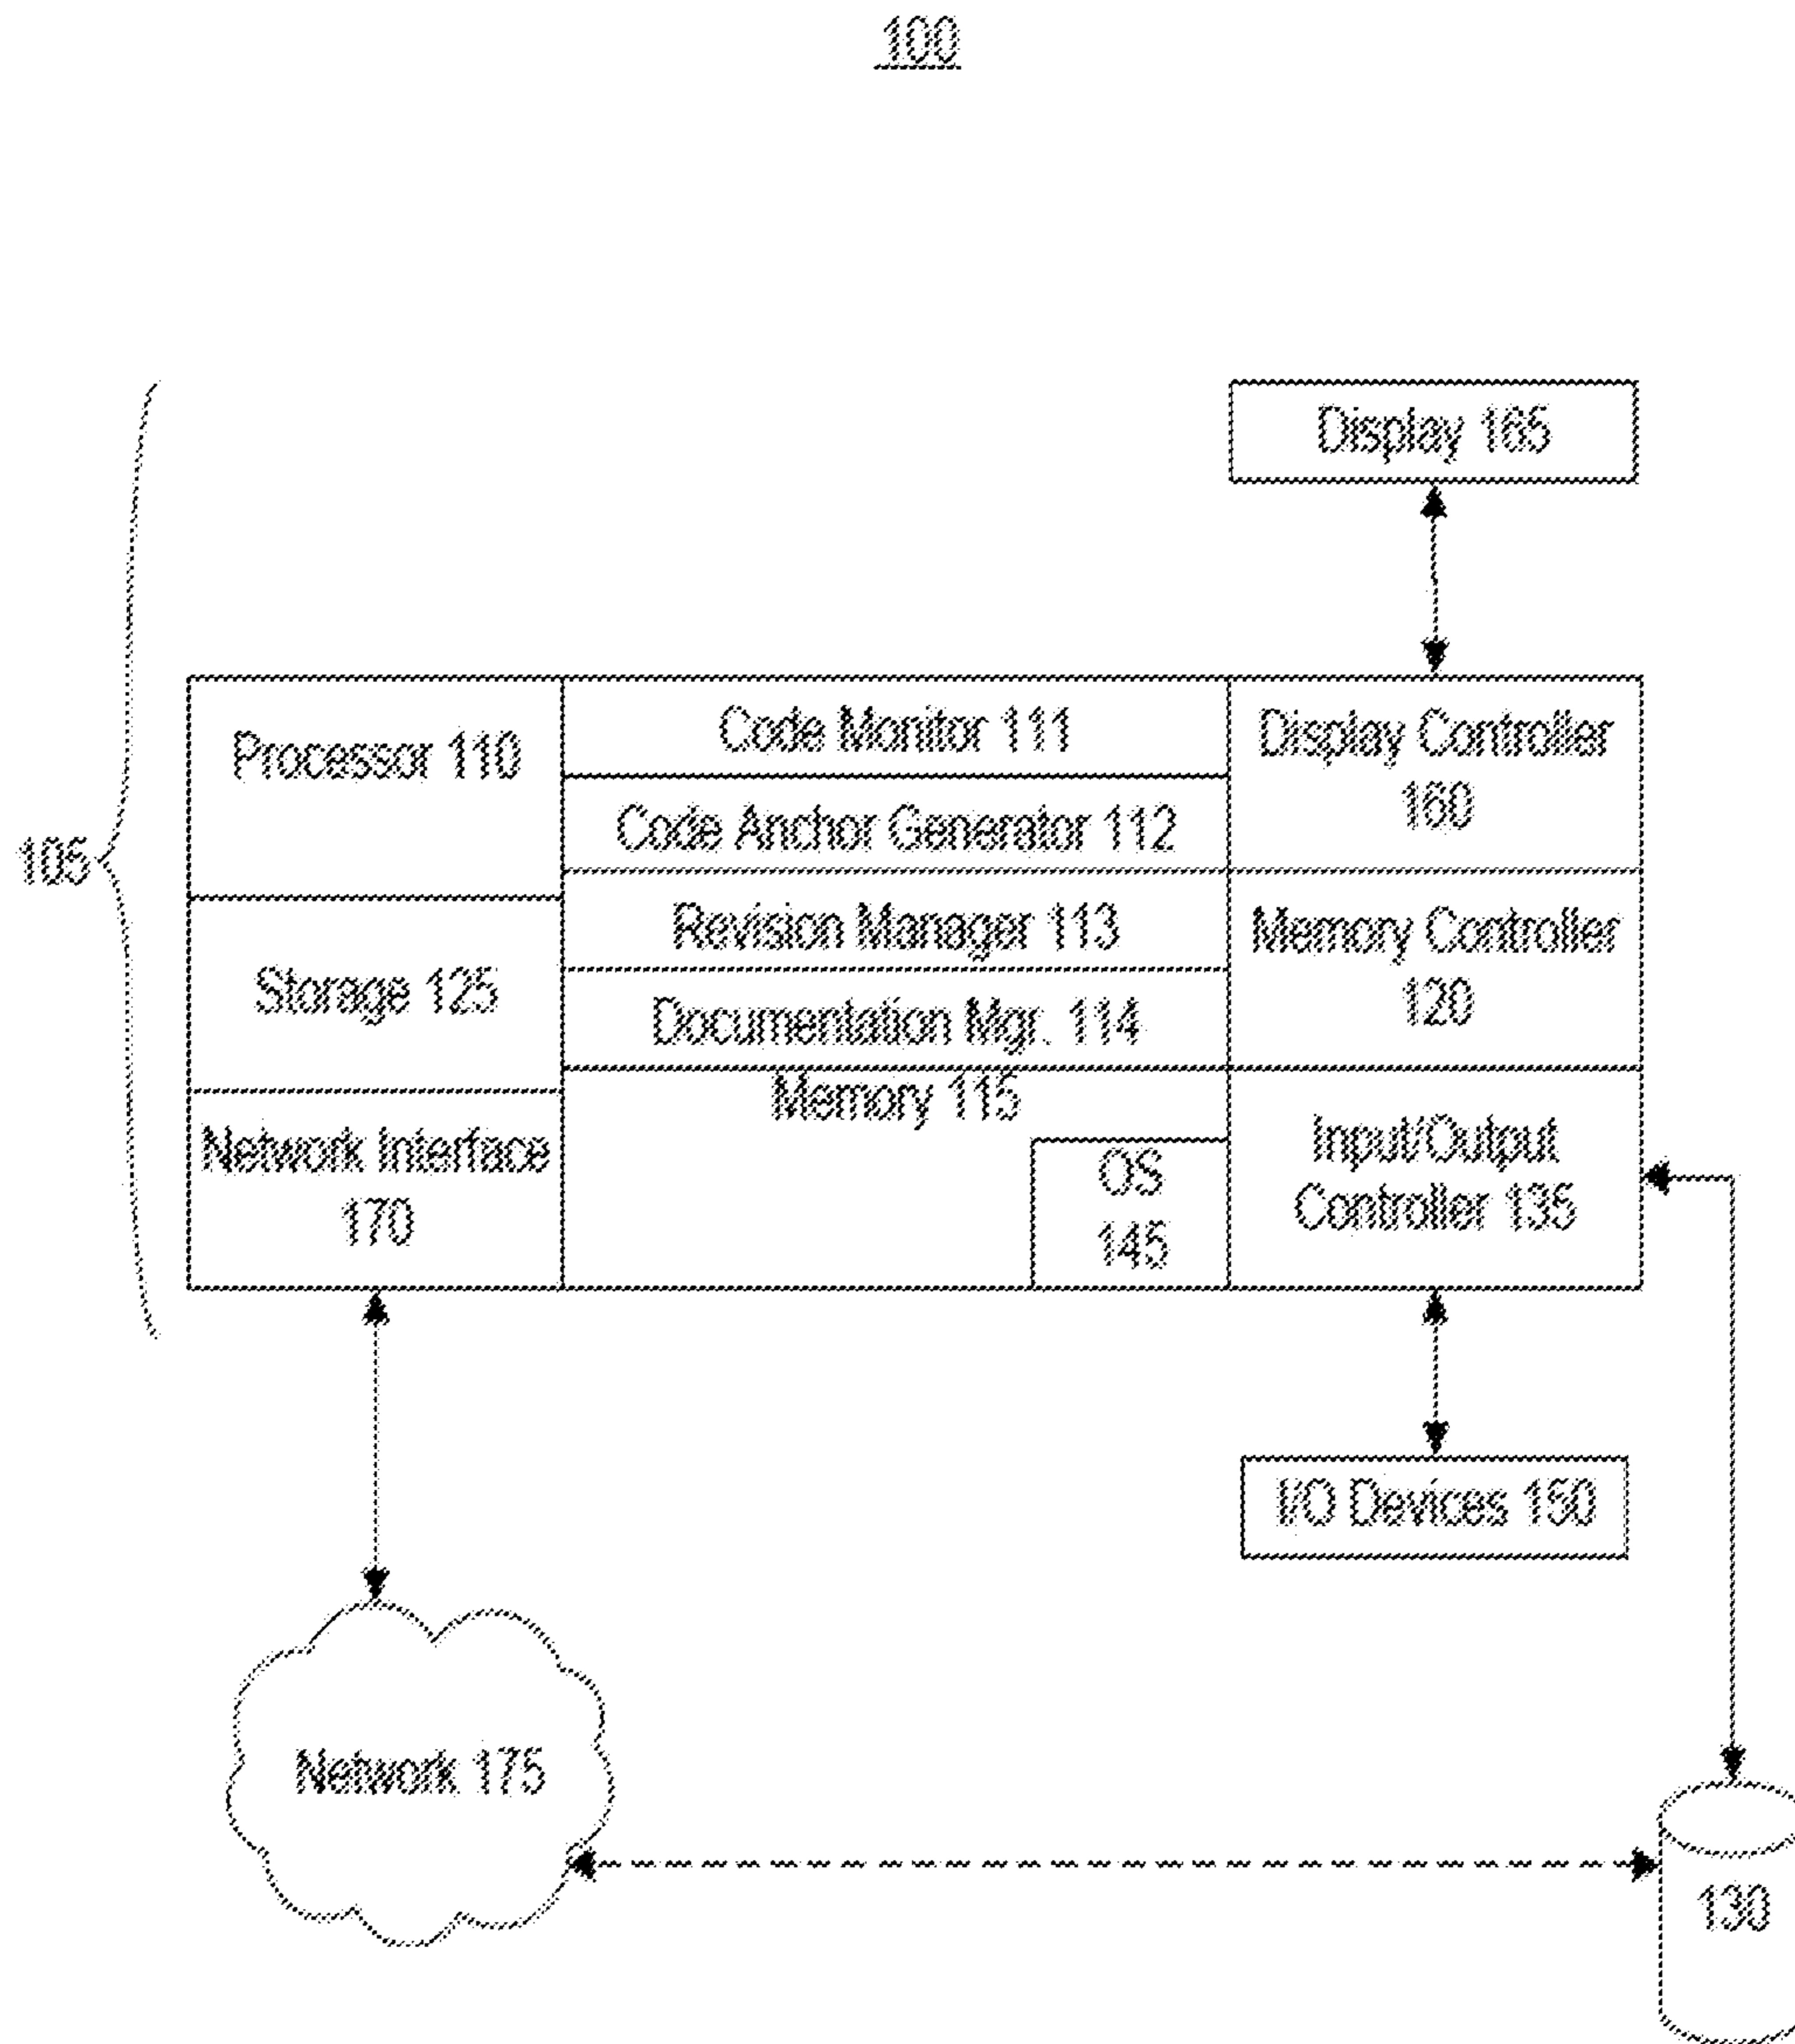 100
Display 165
105
Processor 110
Storage 125
Network Interface
170
Code Monitor 111
Code Anchor Generator 112
Revision Manager 113
Documentation Mgr. 114
Memory 115
OS
145
Display Controller
160
Memory Controller
120
Input/Output
Controller 135
I/O Devices 150
Network 175
130